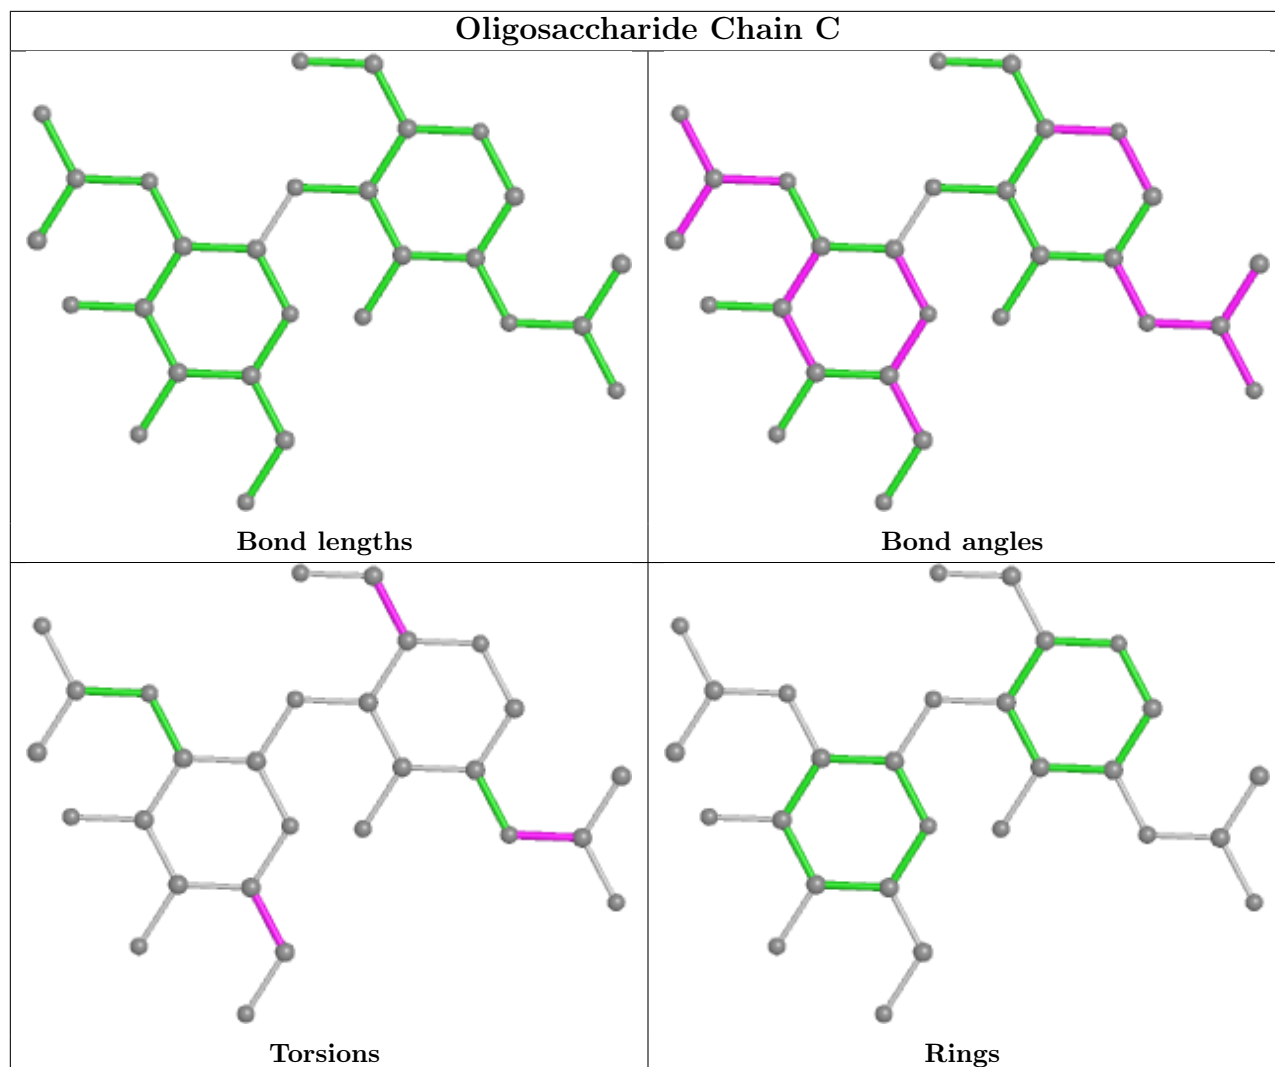 Oligosaccharide Chain C
Bond lengths
Bond angles
Torsions
Rings